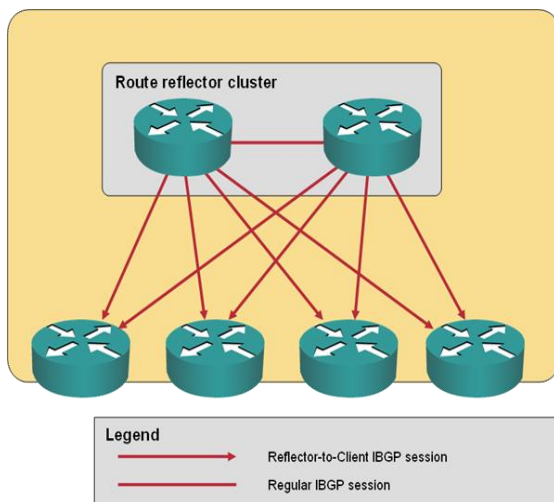 Route reflector cluster
Legend
Reflector-to-Client IBGP session
Regular IBGP session